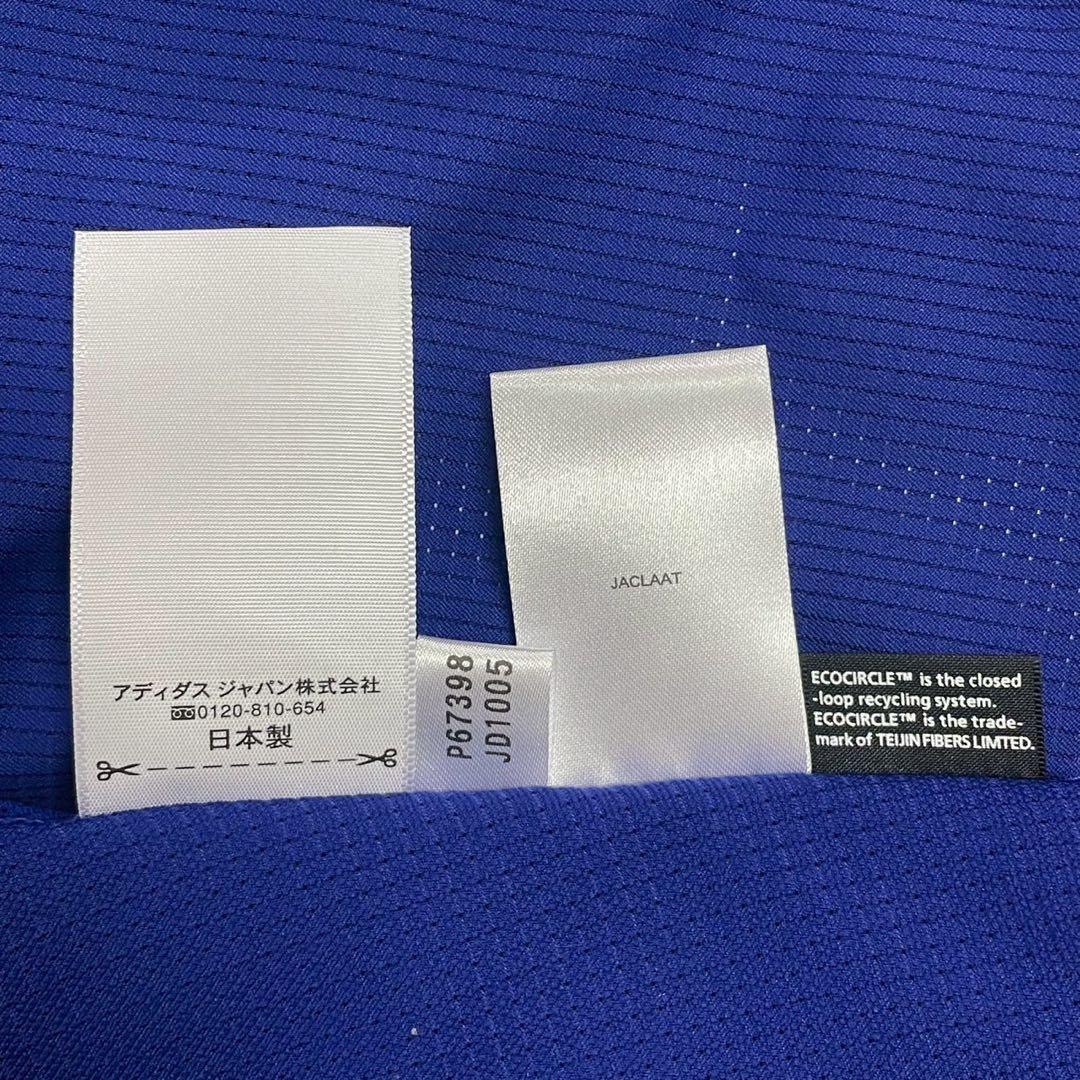 アディダス ジャパン株式会社
0120-810-654
日本製
P67398
JD1005
JACLAAT
ECOCIRCLE™ is the closed
-loop recycling system.
ECOCIRCLE™ is the trade-
mark of TEIJIN FIBERS LIMTED.